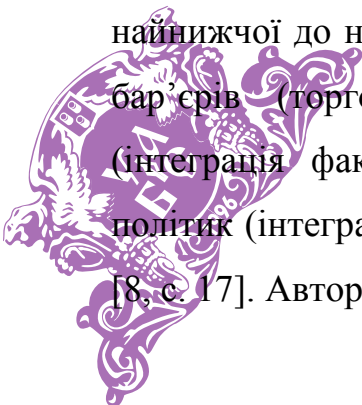 найнижчої до н
бар’єрів (торго
(інтеграція фак
політик (інтегра
[8, с. 17]. Автор